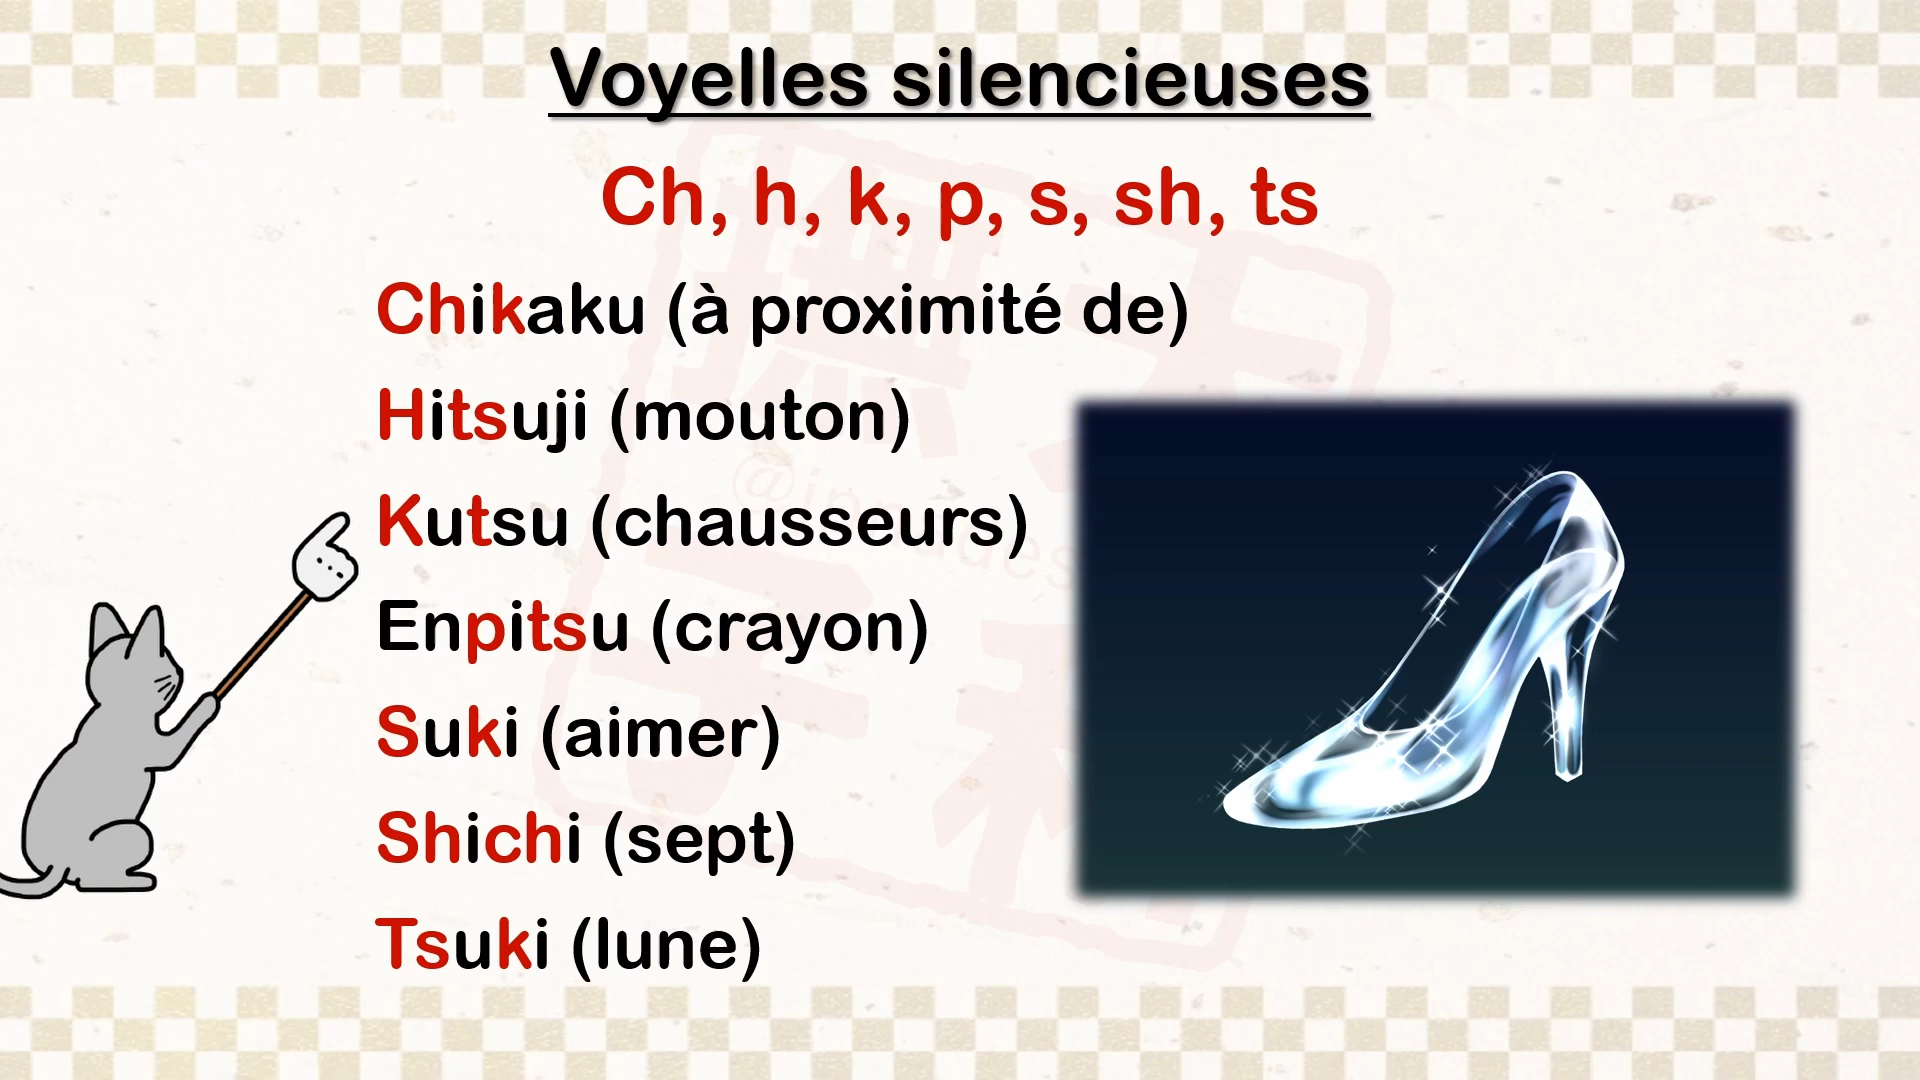 Voyelles silencieuses
Ch, h, k, p, s, sh, ts
Chikaku (à proximité de)
Hitsuji (mouton)
Kutsu (chausseurs)
Enpitsu (crayon)
Suki (aimer)
Shichi (sept)
Tsuki (lune)